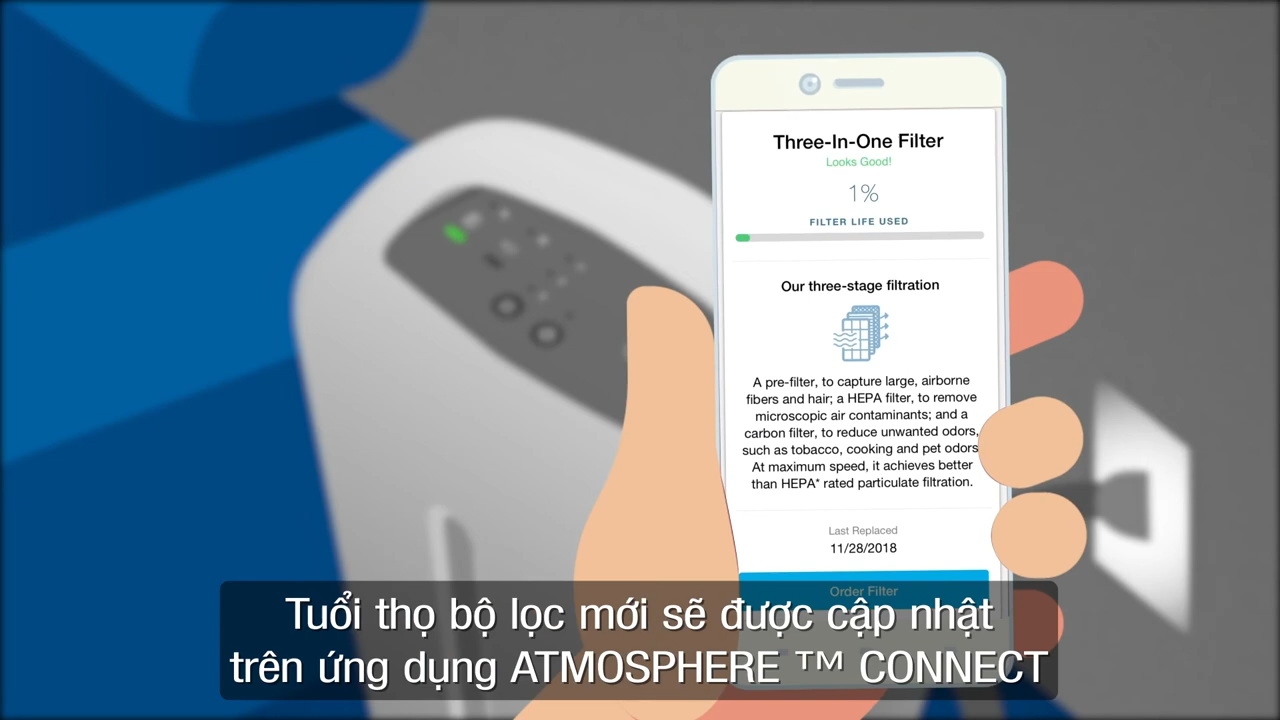 Three-In-One Filter
Looks Good!
1%
FILTER LIFE USED
Our three-stage filtration
A pre-filter, to capture large, airborne
fibers and hair; a HEPA filter, to remove
microscopic air contaminants; and a
carbon filter, to reduce unwanted odors,
such as tobacco, cooking and pet odors
At maximum speed, it achieves better
than HEPA* rated particulate filtration.
Last Replaced
11/28/2018
Order Filter
Tuổi thọ bộ lọc mới sẽ được cập nhật
trên ứng dụng ATMOSPHERE ™ CONNECT